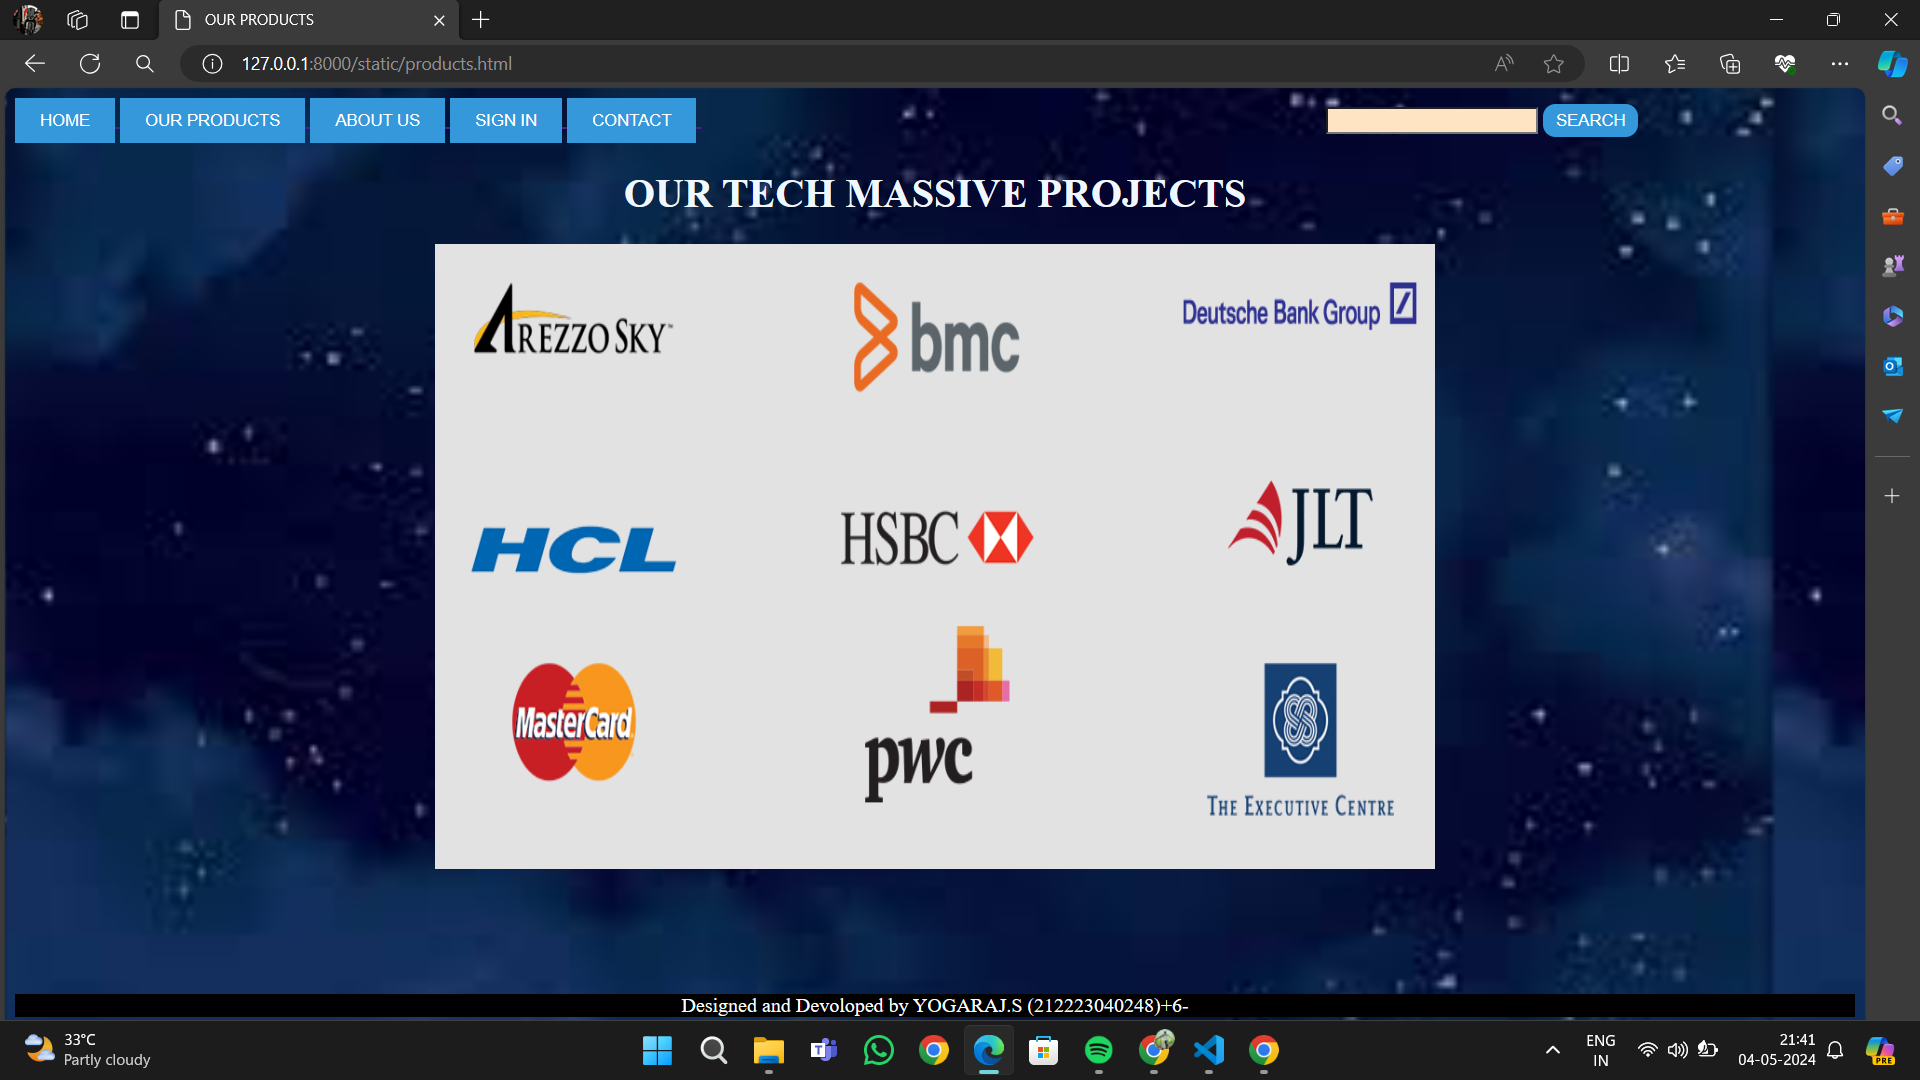 OUR PRODUCTS
127.0.0.1:8000/static/products.html
HOME OUR PRODUCTS ABOUT US SIGN IN CONTACT SEARCH
OUR TECH MASSIVE PROJECTS
AREZZO SKY™ bmc Deutsche Bank Group
HCL HSBC JLT
MasterCard pwc THE EXECUTIVE CENTRE
Designed and Devoloped by YOGARAJ.S (212223040248)+6-
33°C
Partly cloudy
ENG
IN
21:41
04-05-2024
PRE